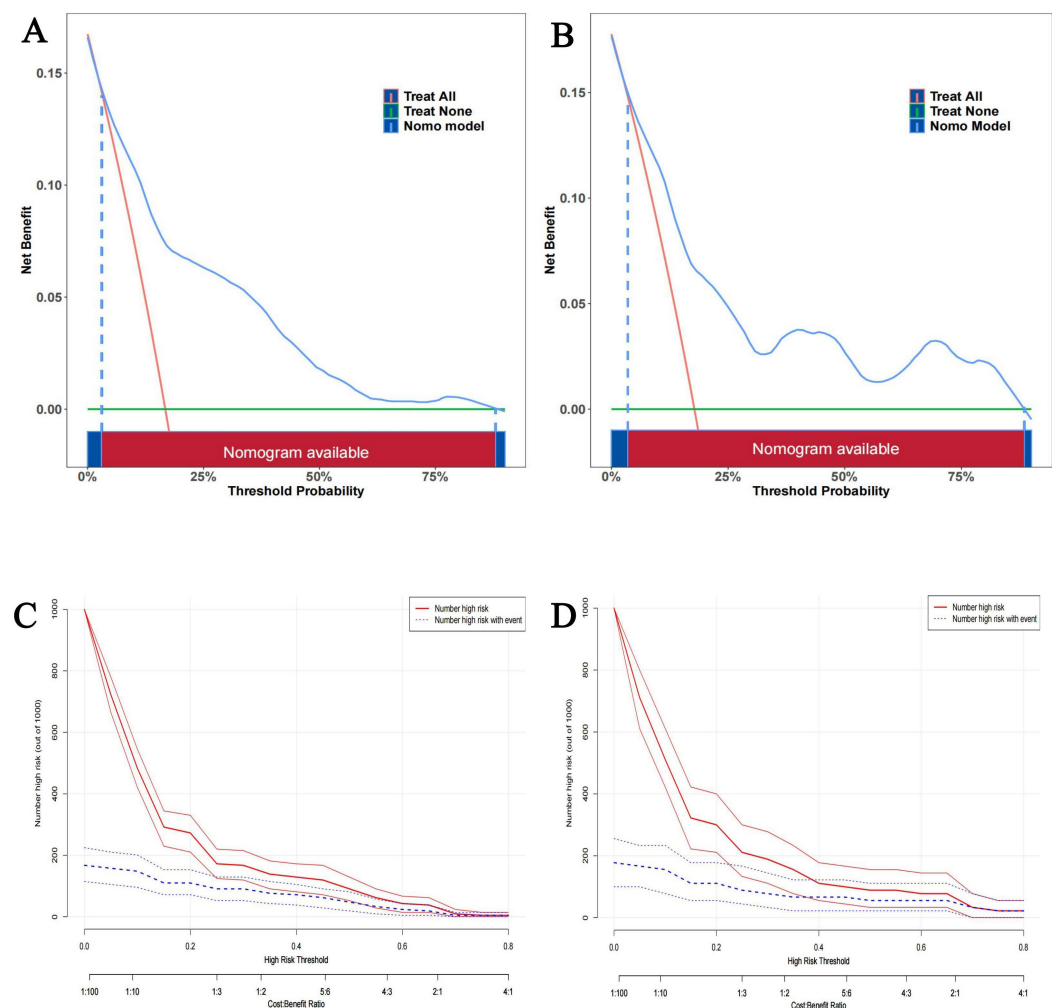 A
Net Benefit
0.15
0.10
0.05
0.00
Treat All
Treat None
Nomo model
Nomogram available
0%
25%
50%
75%
Threshold Probability
B
Net Benefit
0.15
0.10
0.05
0.00
Treat All
Treat None
Nomo Model
Nomogram available
0%
25%
50%
75%
Threshold Probability
C
Number high risk (out of 1000)
1000
800
600
400
200
0
Number high risk
Number high risk with event
0.0
0.2
0.4
0.6
0.8
High Risk Threshold
1:100
1:10
1:3
1:2
5:6
4:3
2:1
4:1
Cost:Benefit Ratio
D
Number high risk (out of 1000)
1000
800
600
400
200
0
Number high risk
Number high risk with event
0.0
0.2
0.4
0.6
0.8
High Risk Threshold
1:100
1:10
1:3
1:2
5:6
4:3
2:1
4:1
Cost:Benefit Ratio